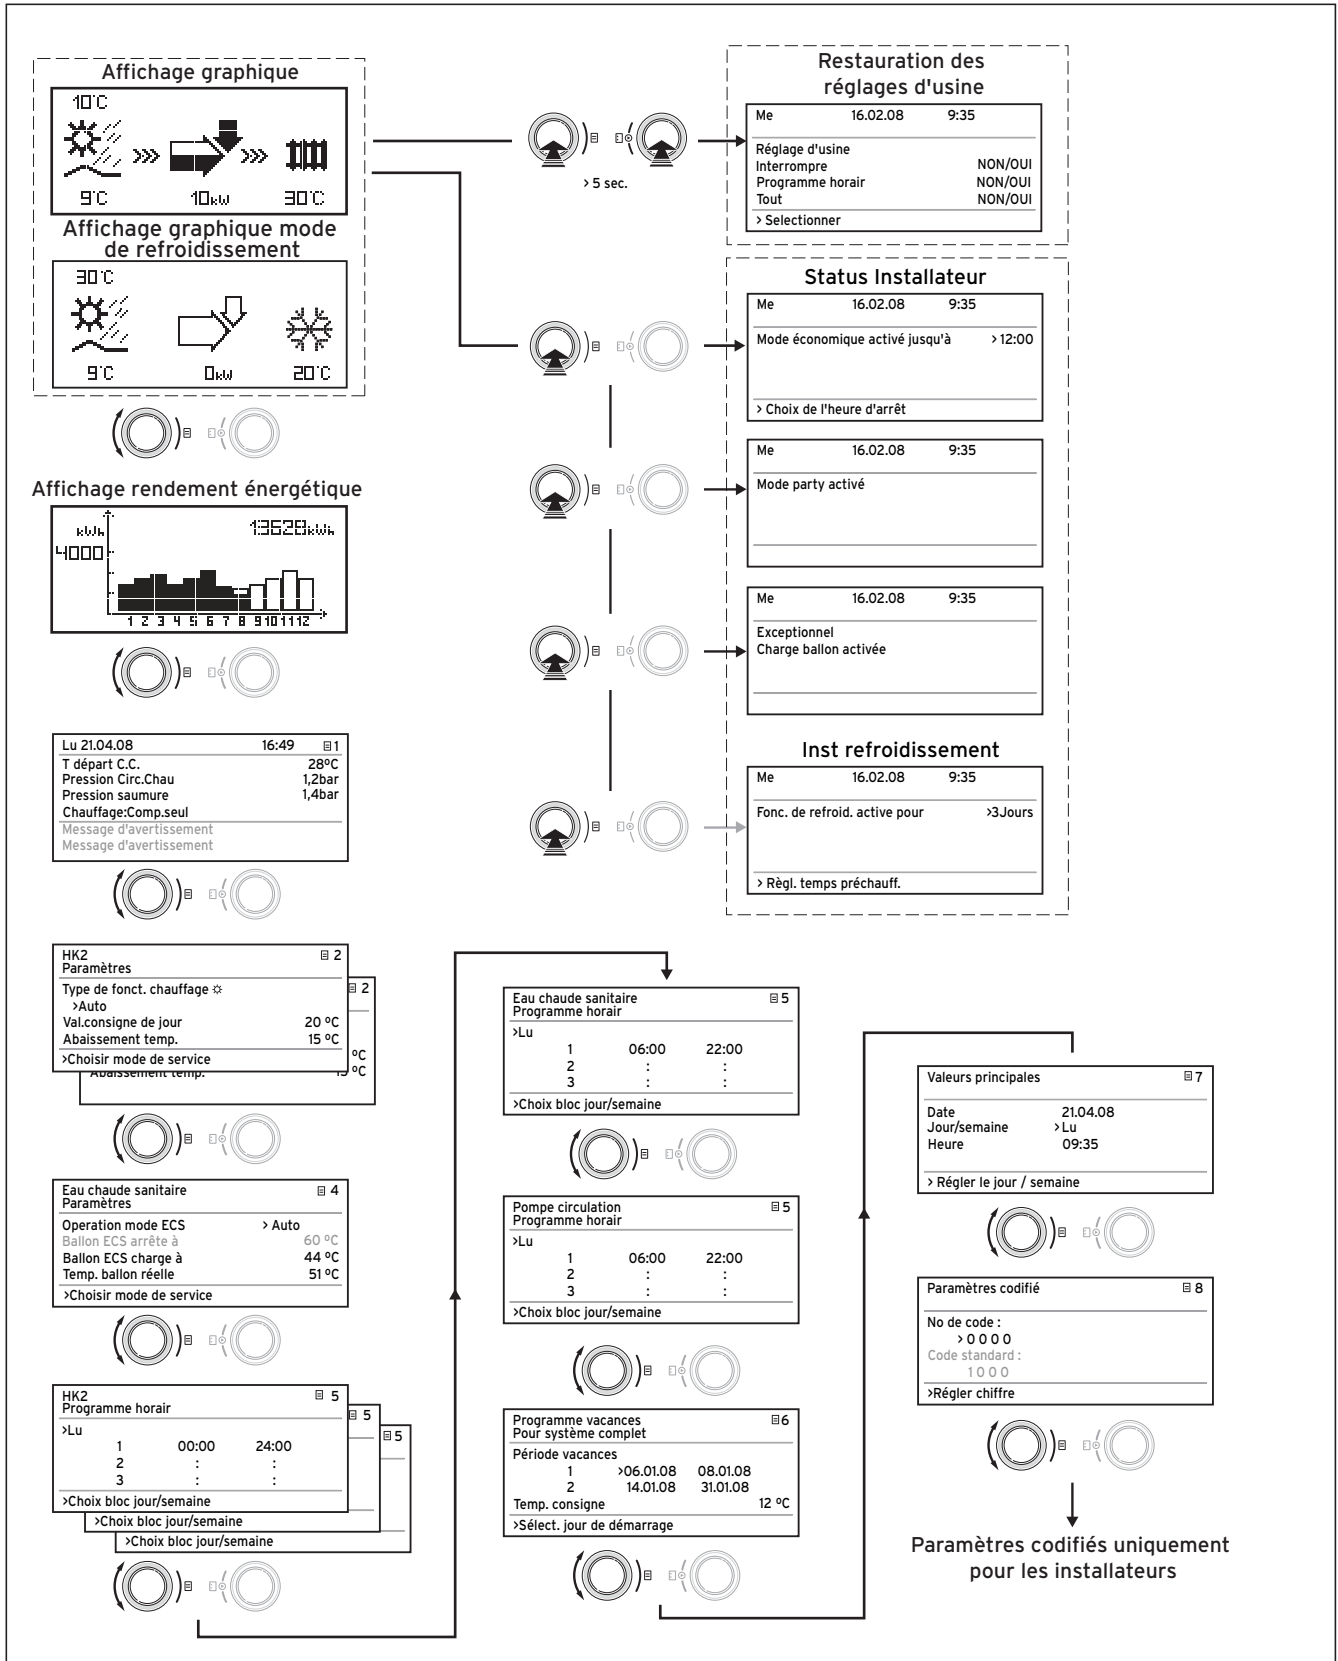 Affichage graphique
10°C
>>>
>>>
9°C 10kW 30°C
Affichage graphique mode
de refroidissement
30°C
9°C 0kW 20°C
Affichage rendement énergétique
kWh 13628kWh
4000
1 2 3 4 5 6 7 8 9 10 11 12
Lu 21.04.08 16:49 1
T départ C.C. 28ºC
Pression Circ.Chau 1,2bar
Pression saumure 1,4bar
Chauffage:Comp.seul
Message d'avertissement
Message d'avertissement
HK2 2
Paramètres
Type de fonct. chauffage
>Auto
Val.consigne de jour 20 ºC
Abaissement temp. 15 ºC
>Choisir mode de service
2
ºC
Abaissement temp. 15 ºC
Eau chaude sanitaire 4
Paramètres
Operation mode ECS > Auto
Ballon ECS arrête à 60 ºC
Ballon ECS charge à 44 ºC
Temp. ballon réelle 51 ºC
>Choisir mode de service
HK2 5
Programme horair
>Lu
1 00:00 24:00
2 : :
3 : :
>Choix bloc jour/semaine
5
>Choix bloc jour/semaine
5
>Choix bloc jour/semaine
> 5 sec.
Restauration des
réglages d'usine
Me 16.02.08 9:35
Réglage d'usine
Interrompre NON/OUI
Programme horair NON/OUI
Tout NON/OUI
> Selectionner
Status Installateur
Me 16.02.08 9:35
Mode économique activé jusqu'à > 12:00
> Choix de l'heure d'arrêt
Me 16.02.08 9:35
Mode party activé
Me 16.02.08 9:35
Exceptionnel
Charge ballon activée
Inst refroidissement
Me 16.02.08 9:35
Fonc. de refroid. active pour >3Jours
> Règl. temps préchauff.
Eau chaude sanitaire 5
Programme horair
>Lu
1 06:00 22:00
2 : :
3 : :
>Choix bloc jour/semaine
Pompe circulation 5
Programme horair
>Lu
1 06:00 22:00
2 : :
3 : :
>Choix bloc jour/semaine
Programme vacances 6
Pour système complet
Période vacances
1 >06.01.08 08.01.08
2 14.01.08 31.01.08
Temp. consigne 12 ºC
>Sélect. jour de démarrage
Valeurs principales 7
Date 21.04.08
Jour/semaine > Lu
Heure 09:35
> Régler le jour / semaine
Paramètres codifié 8
No de code :
> 0 0 0 0
Code standard :
1 0 0 0
>Régler chiffre
Paramètres codifiés uniquement
pour les installateurs